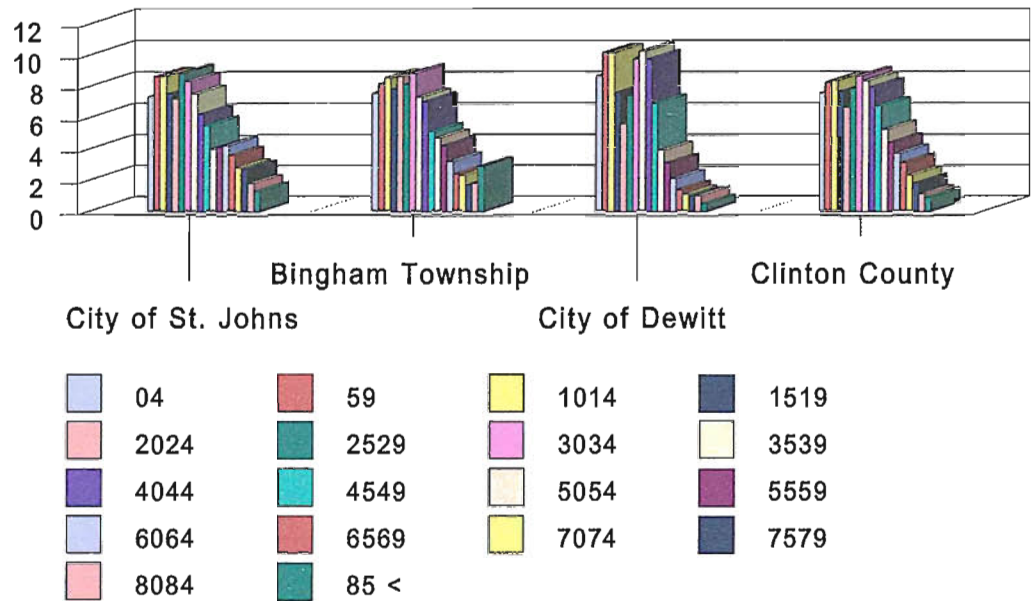 12
10
8
6
4
2
0
Bingham Township Clinton County
City of St. Johns City of Dewitt
04 59 1014 1519
2024 2529 3034 3539
4044 4549 5054 5559
6064 6569 7074 7579
8084 85 <